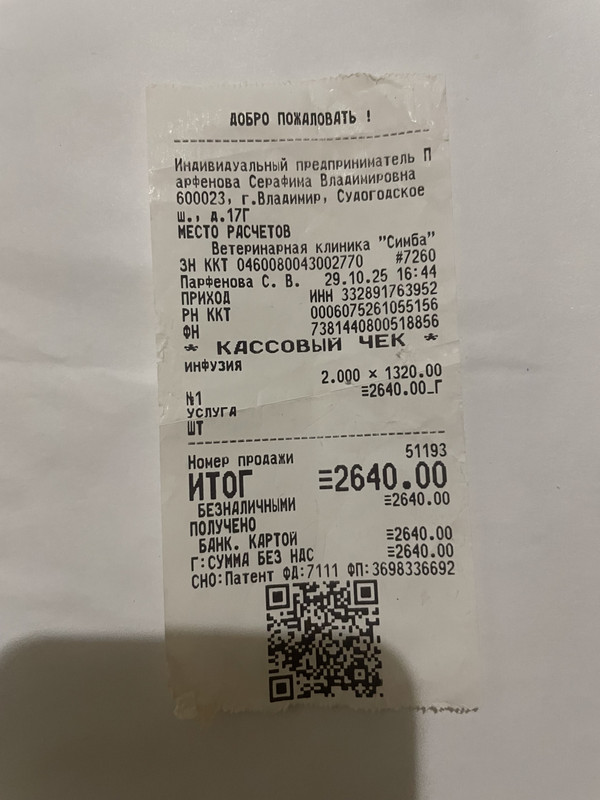 ДОБРО ПОЖАЛОВАТЬ !
Индивидуальный предприниматель П
арфенова Серафима Владимировна
600023, г.Владимир, Судогодское
ш., д.17Г
МЕСТО РАСЧЕТОВ
Ветеринарная клиника "Симба"
ЗН ККТ 0460080043002770 #7260
Парфенова С. В. 29.10.25 16:44
ПРИХОД ИНН 332891763952
РН ККТ 0006075261055156
ФН 7381440800518856
* КАССОВЫЙ ЧЕК *
ИНФУЗИЯ
2.000 × 1320.00
№1 ≡2640.00_Г
УСЛУГА
ШТ
Номер продажи 51193
ИТОГ ≡2640.00
БЕЗНАЛИЧНЫМИ ≡2640.00
ПОЛУЧЕНО
БАНК. КАРТОЙ ≡2640.00
Г:СУММА БЕЗ НДС ≡2640.00
СНО:Патент ФД:7111 ФП:3698336692